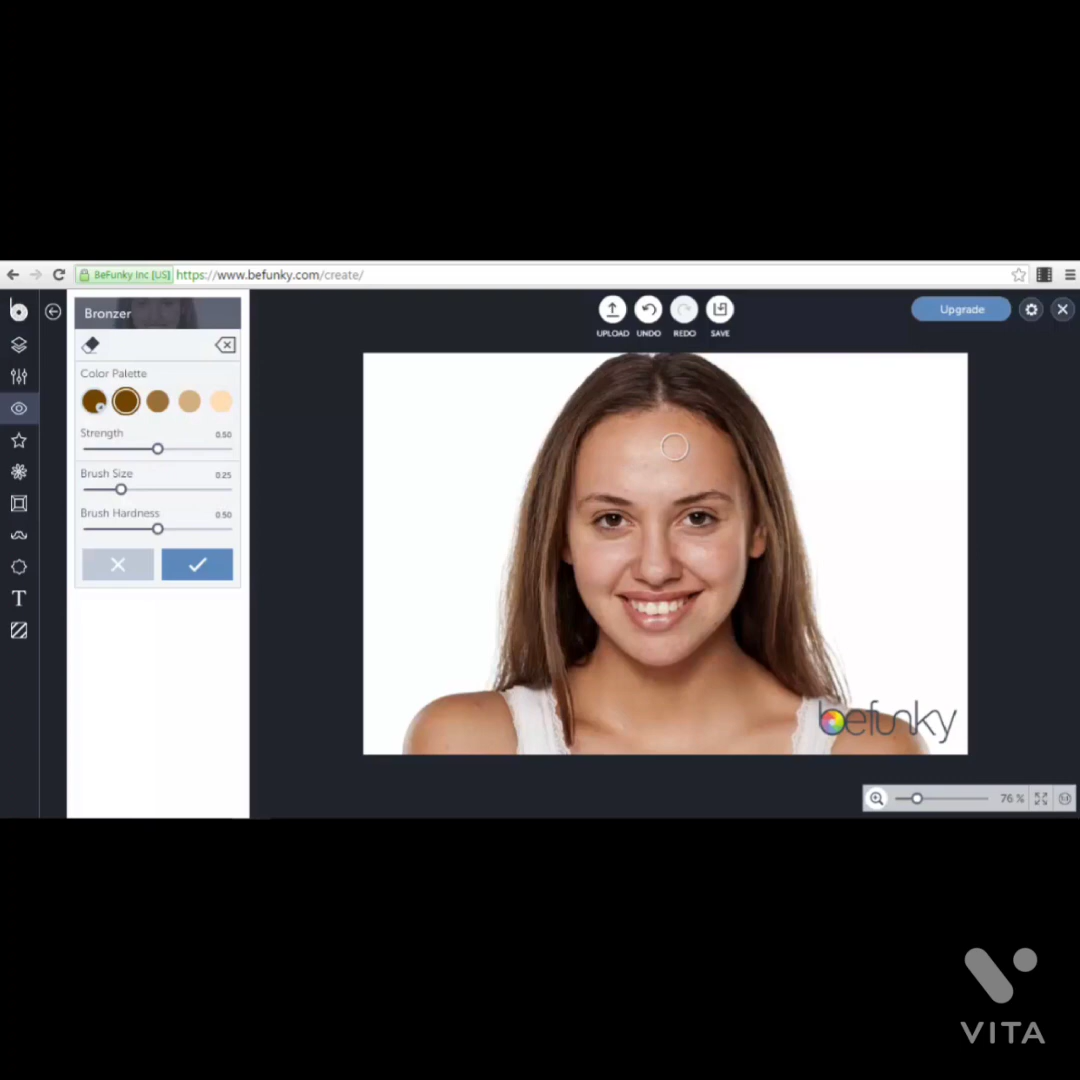 BeFunky Inc [US] https://www.befunky.com/create/
Bronzer
Color Palette
Strength 0.50
Brush Size 0.25
Brush Hardness 0.50
UPLOAD UNDO REDO SAVE
Upgrade
T
befunky
76 %
VITA